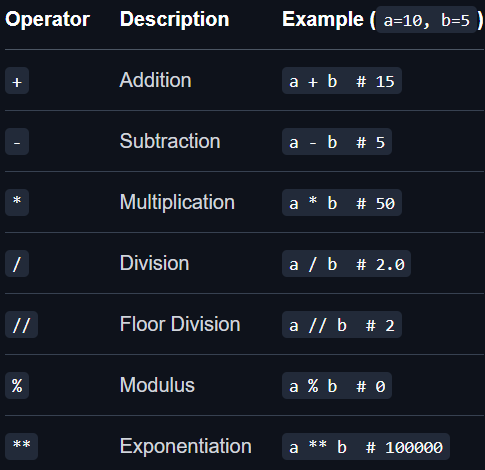 Operator Description Example (a=10, b=5)
+ Addition a + b  # 15
- Subtraction a - b  # 5
* Multiplication a * b  # 50
/ Division a / b  # 2.0
// Floor Division a // b  # 2
% Modulus a % b  # 0
** Exponentiation a ** b  # 100000